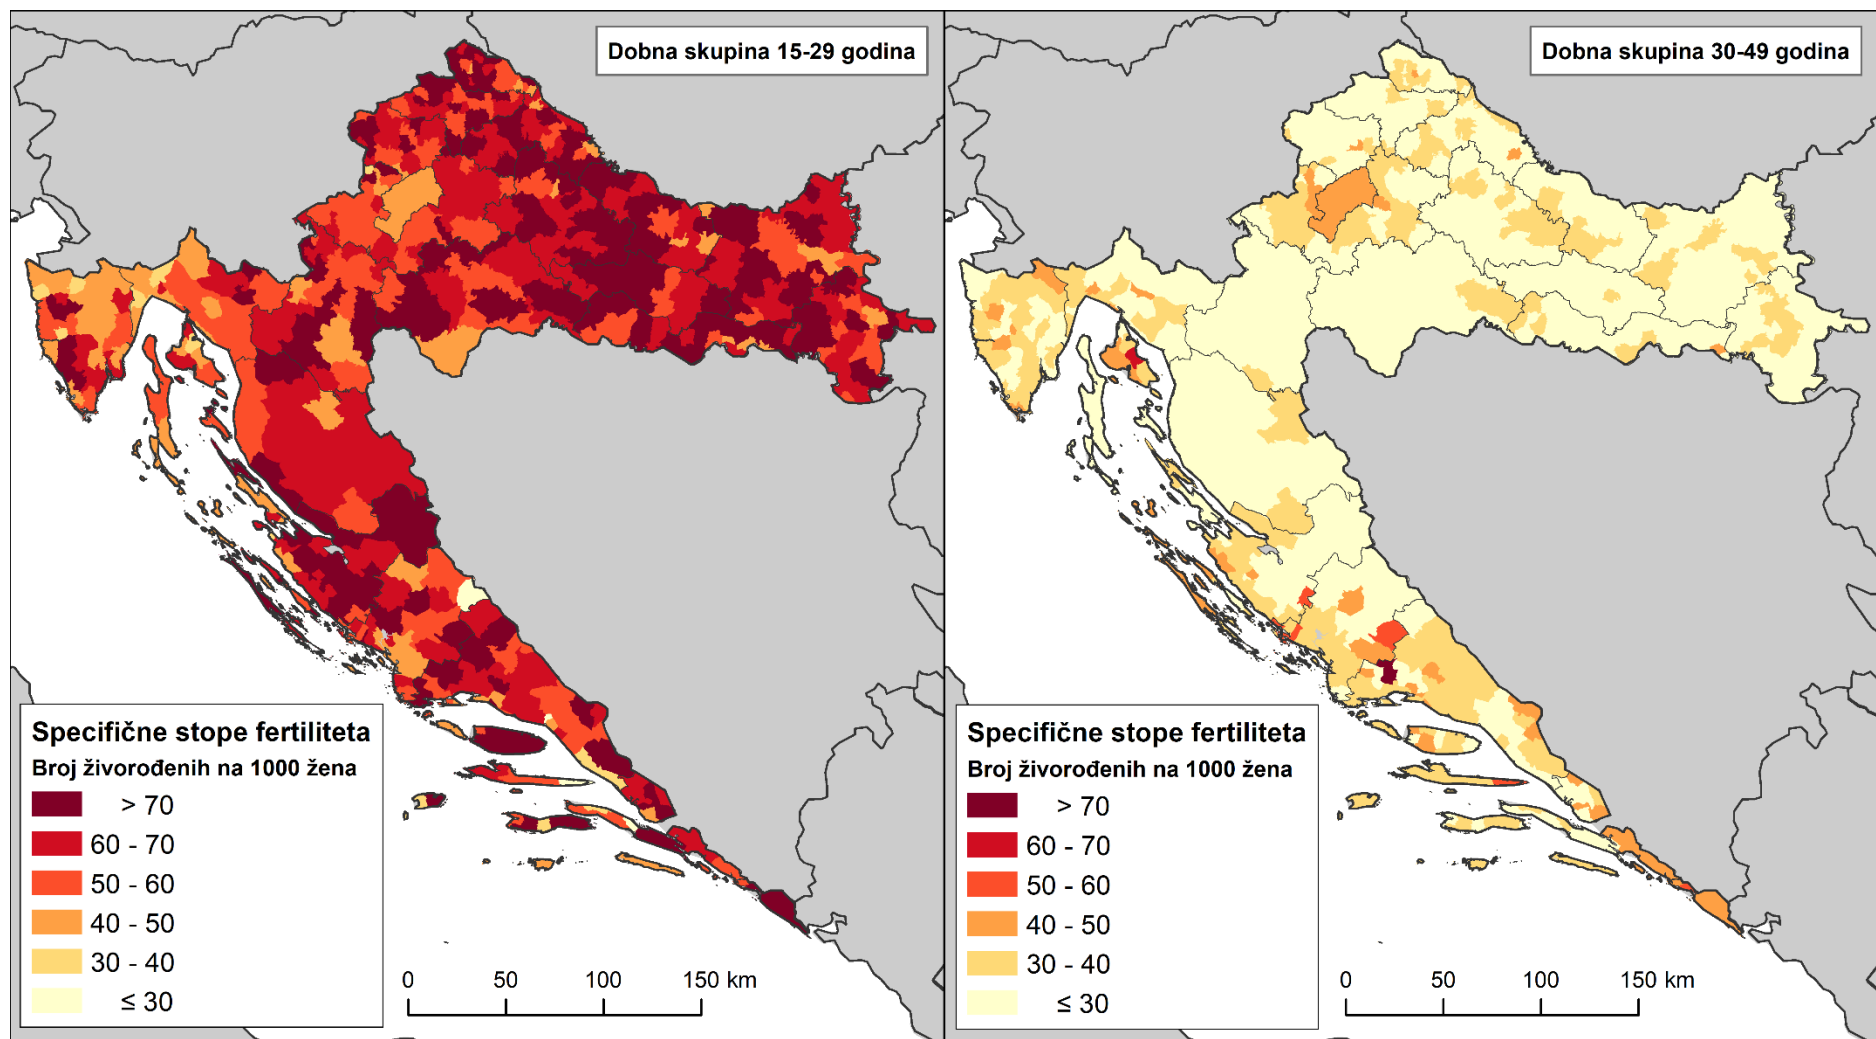 Dobna skupina 15-29 godina
Specifične stope fertiliteta
Broj živorođenih na 1000 žena
> 70
60 - 70
50 - 60
40 - 50
30 - 40
≤ 30
0 50 100 150 km
Dobna skupina 30-49 godina
Specifične stope fertiliteta
Broj živorođenih na 1000 žena
> 70
60 - 70
50 - 60
40 - 50
30 - 40
≤ 30
0 50 100 150 km